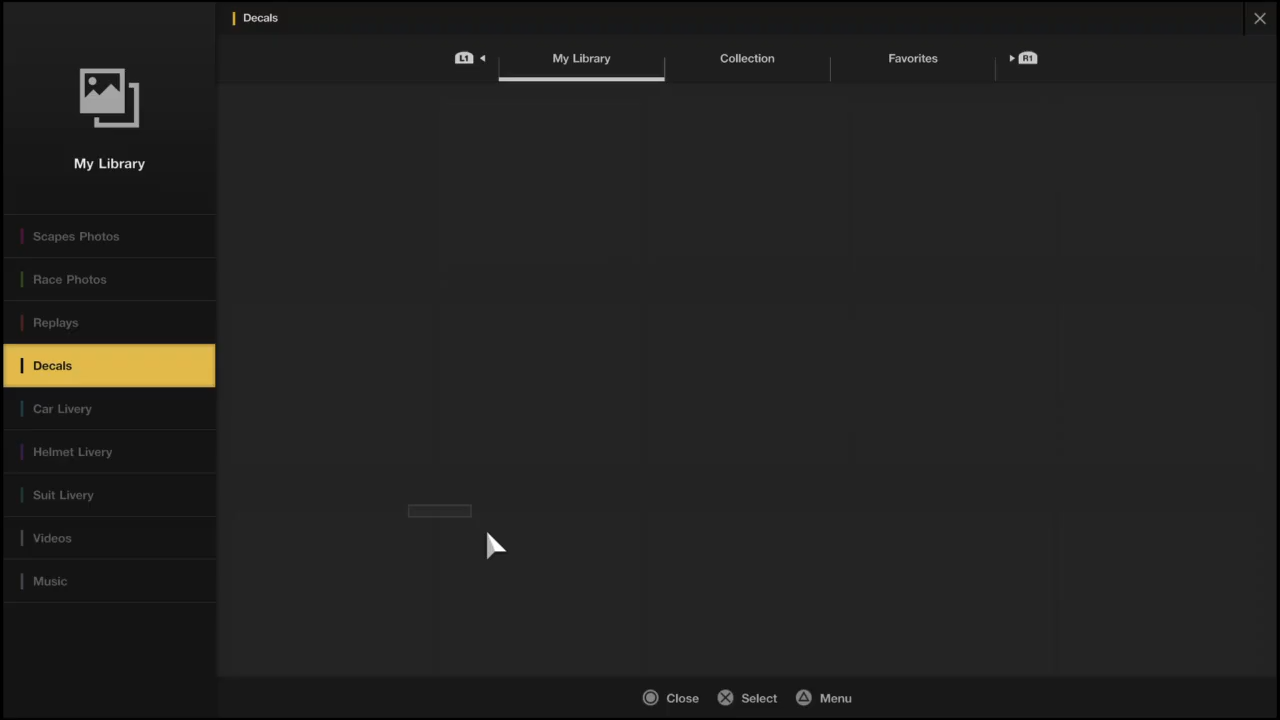 Decals
L1
My Library
Collection
Favorites
R1
My Library
Scapes Photos
Race Photos
Replays
Decals
Car Livery
Helmet Livery
Suit Livery
Videos
Music
Close
Select
Menu